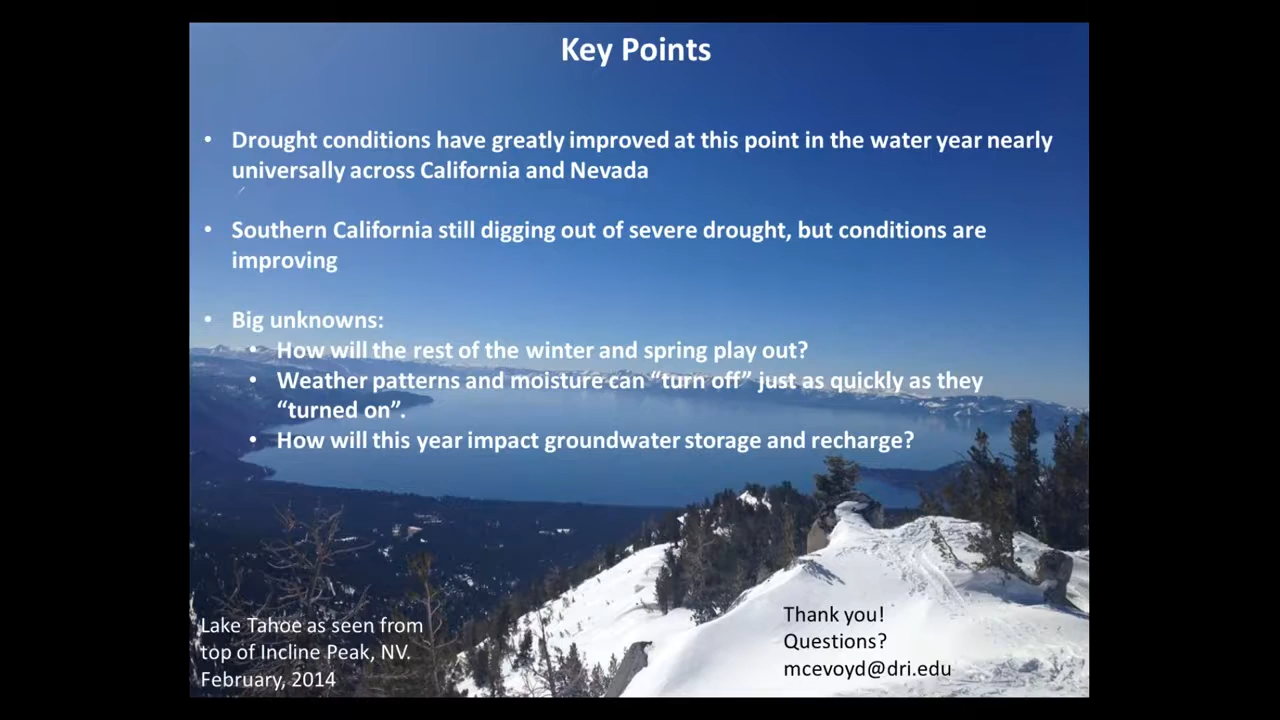 Key Points
• Drought conditions have greatly improved at this point in the water year nearly
universally across California and Nevada
• Southern California still digging out of severe drought, but conditions are
improving
• Big unknowns:
• How will the rest of the winter and spring play out?
• Weather patterns and moisture can “turn off” just as quickly as they
“turned on”.
• How will this year impact groundwater storage and recharge?
Lake Tahoe as seen from
top of Incline Peak, NV.
February, 2014
Thank you!
Questions?
mcevoyd@dri.edu